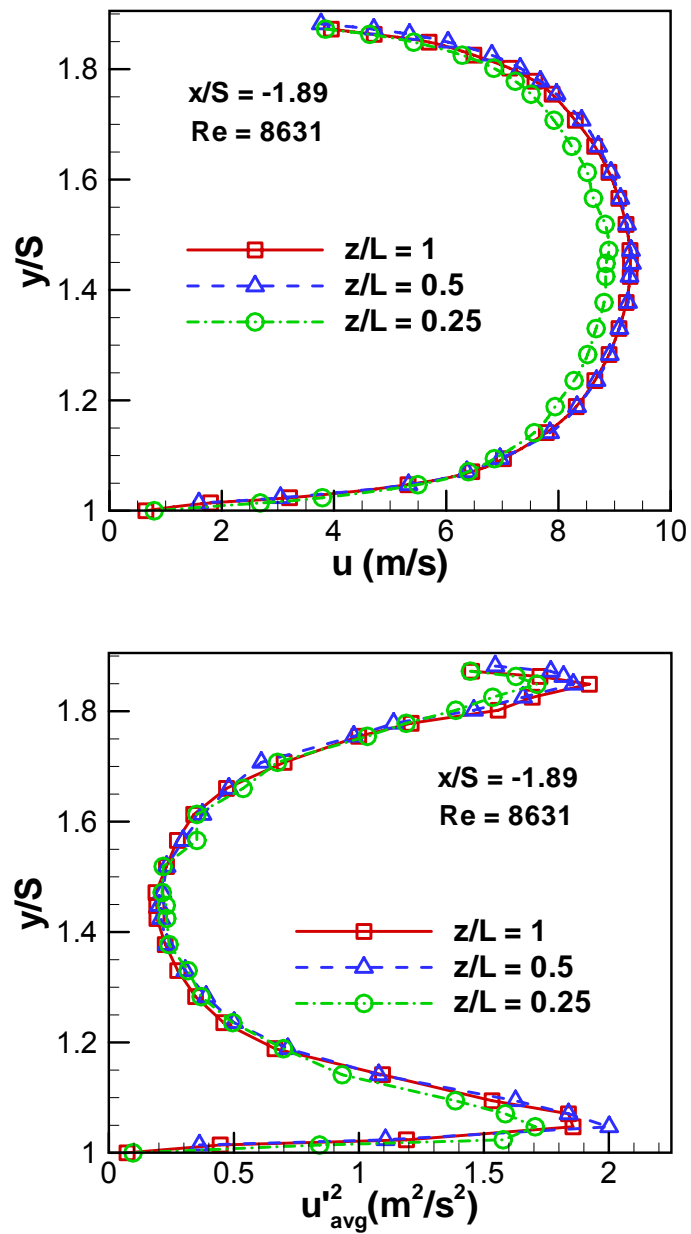 1.8
x/S = -1.89
Re = 8631
1.6
y/S
z/L = 1
z/L = 0.5
1.4
z/L = 0.25
1.2
1
0 2 4 6 8 10
u (m/s)
1.8
x/S = -1.89
Re = 8631
1.6
y/S
1.4
z/L = 1
z/L = 0.5
z/L = 0.25
1.2
1
0 0.5 1 1.5 2
u'²avg(m²/s²)